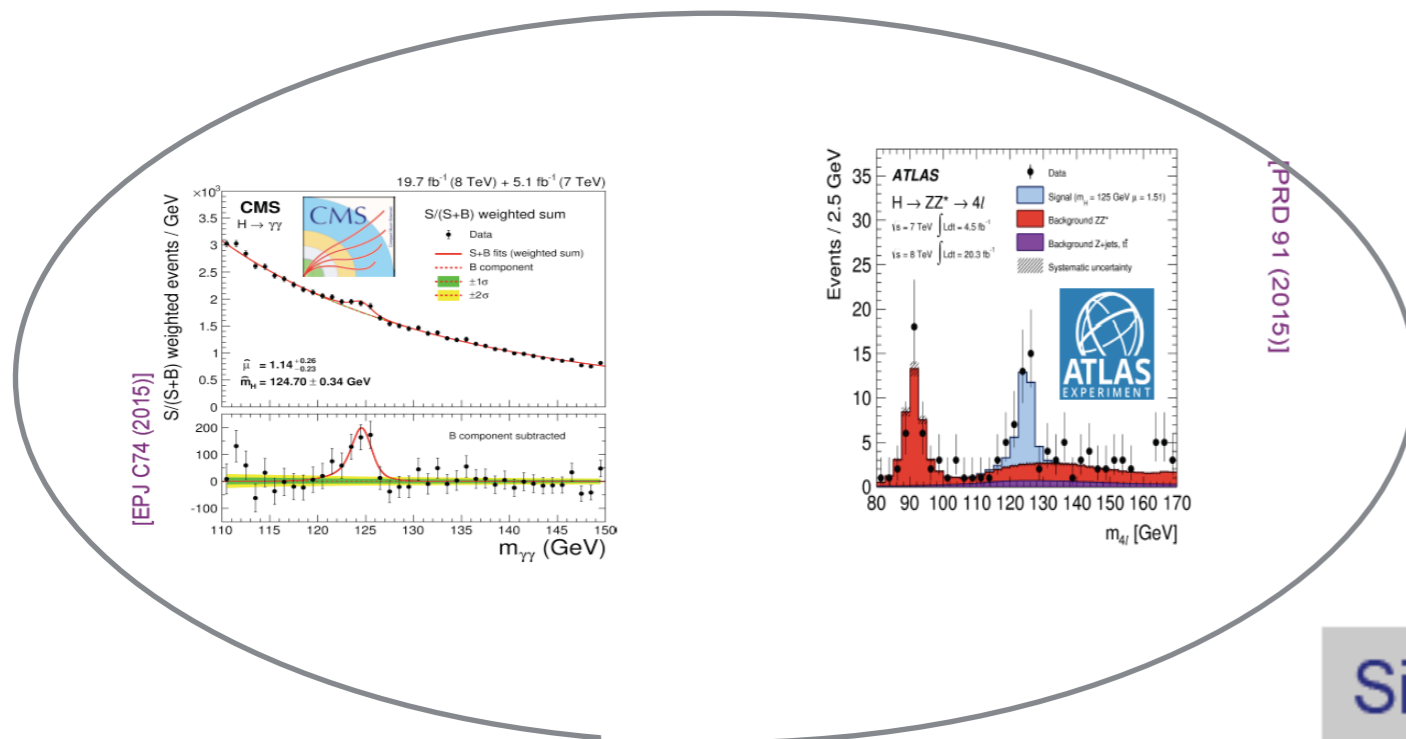 [EPJ C74 (2015)]
19.7 fb⁻¹ (8 TeV) + 5.1 fb⁻¹ (7 TeV)
×10³
S/(S+B) weighted events / GeV
CMS
H → γγ
CMS
S/(S+B) weighted sum
Data
S+B fits (weighted sum)
B component
±1σ
±2σ
4
3.5
3
2.5
2
1.5
1
0.5
0
μ̂ = 1.14 +0.26 −0.23
m̂H = 124.70 ± 0.34 GeV
B component subtracted
200
100
0
-100
110 115 120 125 130 135 140 145 150
mγγ (GeV)
Events / 2.5 GeV
35
30
25
20
15
10
5
0
ATLAS
H → ZZ* → 4l
√s = 7 TeV ∫Ldt = 4.5 fb⁻¹
√s = 8 TeV ∫Ldt = 20.3 fb⁻¹
Data
Signal (mH = 125 GeV μ = 1.51)
Background ZZ*
Background Z+jets, tt̄
Systematic uncertainty
ATLAS
EXPERIMENT
80 90 100 110 120 130 140 150 160 170
m4l [GeV]
[PRD 91 (2015)]
Si